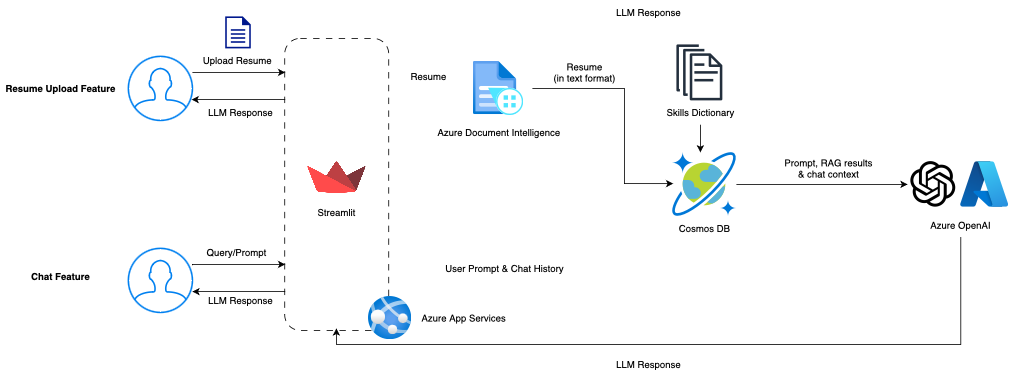 LLM Response
Upload Resume
Resume Upload Feature
LLM Response
Resume
Azure Document Intelligence
Resume
(in text format)
Skills Dictionary
Streamlit
Cosmos DB
Prompt, RAG results
& chat context
Azure OpenAI
Query/Prompt
Chat Feature
LLM Response
User Prompt & Chat History
Azure App Services
LLM Response